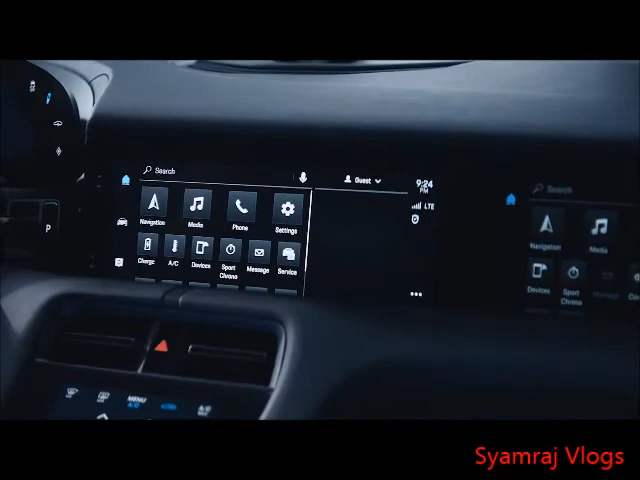 Search
Guest
9:24
LTE
Navigation
Media
Phone
Settings
Charge
A/C
Devices
Sport
Chrono
Message
Service
P
Search
Navigation
Media
Devices
Sport
Chrono
Message
MENU
A/C
Syamraj Vlogs